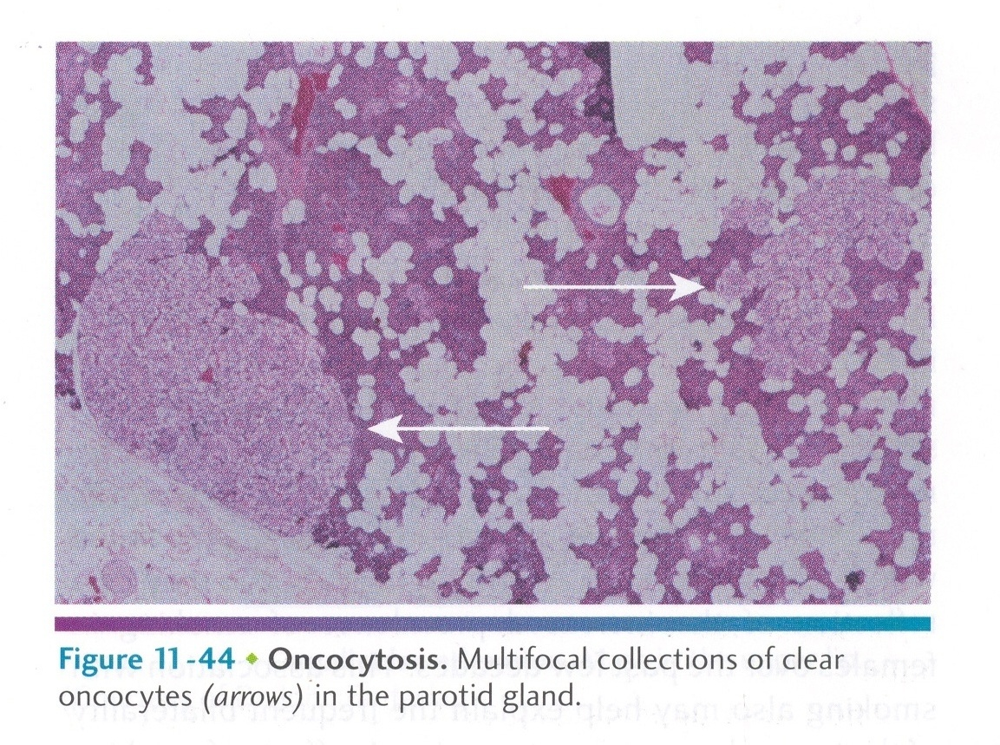 Figure 11-44 ♦ Oncocytosis. Multifocal collections of clear
oncocytes (arrows) in the parotid gland.